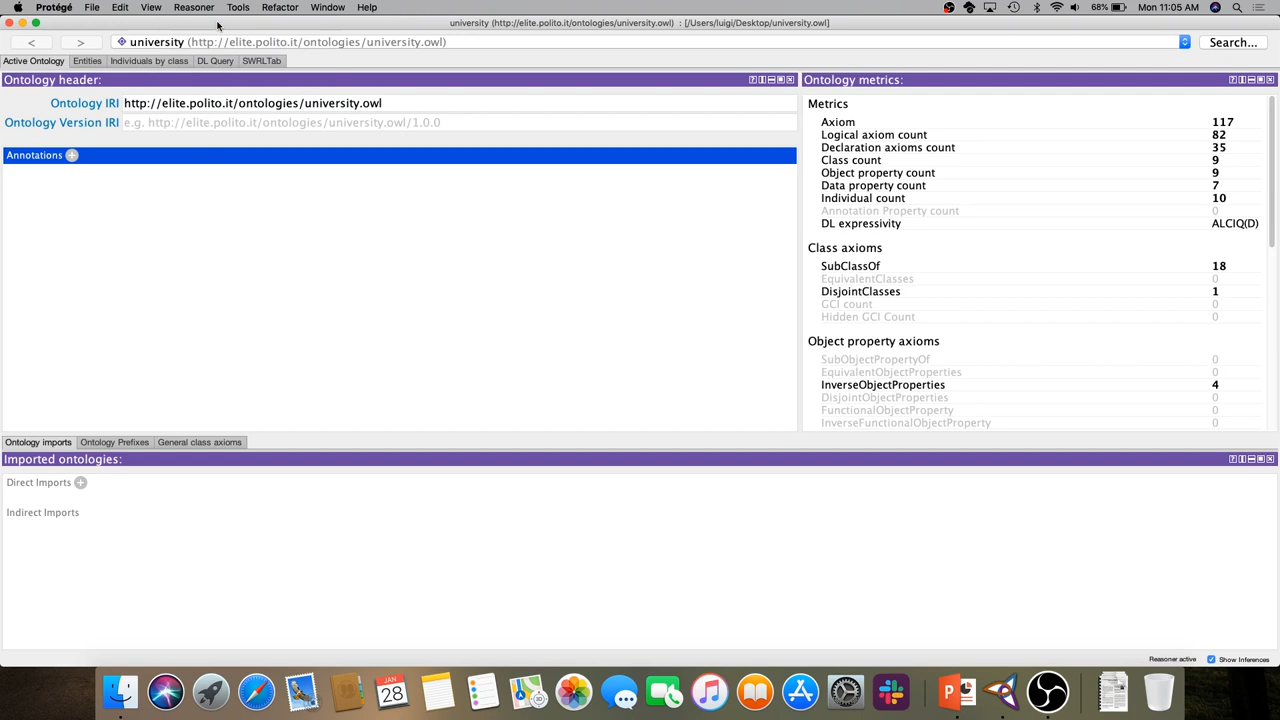 Protégé File Edit View Reasoner Tools Refactor Window Help 68% Mon 11:05 AM
university (http://elite.polito.it/ontologies/university.owl) : [/Users/luigi/Desktop/university.owl]
< > university (http://elite.polito.it/ontologies/university.owl) Search...
Active Ontology Entities Individuals by class DL Query SWRLTab
Ontology header:
Ontology IRI http://elite.polito.it/ontologies/university.owl
Ontology Version IRI e.g. http://elite.polito.it/ontologies/university.owl/1.0.0
Annotations
Ontology metrics:
Metrics
Axiom 117
Logical axiom count 82
Declaration axioms count 35
Class count 9
Object property count 9
Data property count 7
Individual count 10
Annotation Property count 0
DL expressivity ALCIQ(D)
Class axioms
SubClassOf 18
EquivalentClasses 0
DisjointClasses 1
GCI count 0
Hidden GCI Count 0
Object property axioms
SubObjectPropertyOf 0
EquivalentObjectProperties 0
InverseObjectProperties 4
DisjointObjectProperties 0
FunctionalObjectProperty 0
InverseFunctionalObjectProperty 0
Ontology imports Ontology Prefixes General class axioms
Imported ontologies:
Direct Imports
Indirect Imports
Reasoner active Show Inferences
JAN
28